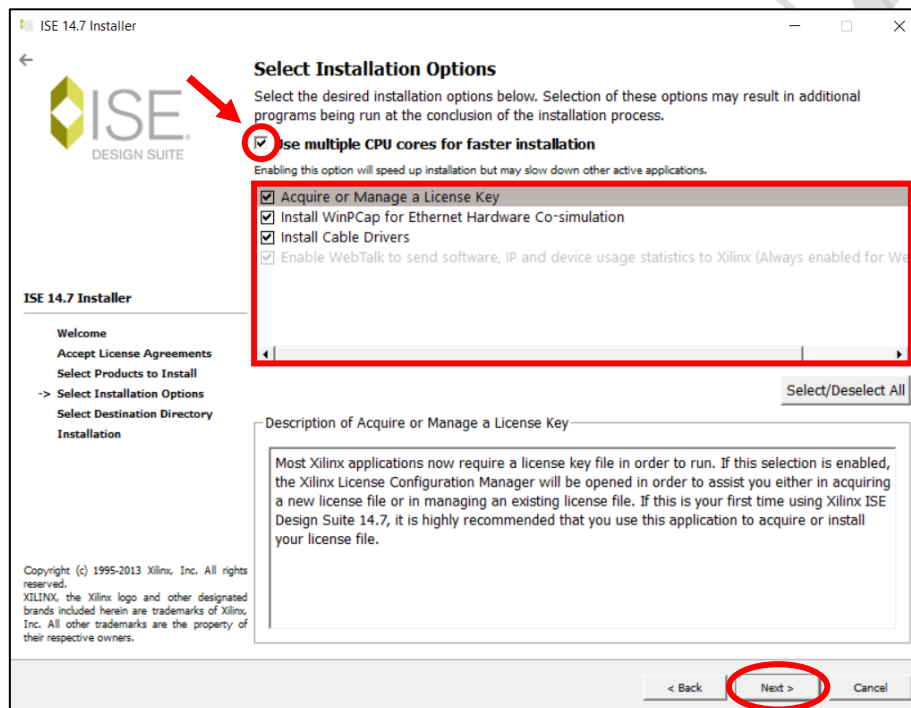 ISE 14.7 Installer
ISE.
DESIGN SUITE
Select Installation Options
Select the desired installation options below. Selection of these options may result in additional
programs being run at the conclusion of the installation process.
Use multiple CPU cores for faster installation
Enabling this option will speed up installation but may slow down other active applications.
Acquire or Manage a License Key
Install WinPCap for Ethernet Hardware Co-simulation
Install Cable Drivers
Enable WebTalk to send software, IP and device usage statistics to Xilinx (Always enabled for We
Select/Deselect All
ISE 14.7 Installer
Welcome
Accept License Agreements
Select Products to Install
-> Select Installation Options
Select Destination Directory
Installation
Description of Acquire or Manage a License Key
Most Xilinx applications now require a license key file in order to run. If this selection is enabled,
the Xilinx License Configuration Manager will be opened in order to assist you either in acquiring
a new license file or in managing an existing license file. If this is your first time using Xilinx ISE
Design Suite 14.7, it is highly recommended that you use this application to acquire or install
your license file.
Copyright (c) 1995-2013 Xilinx, Inc. All rights
reserved.
XILINX, the Xilinx logo and other designated
brands included herein are trademarks of Xilinx,
Inc. All other trademarks are the property of
their respective owners.
< Back
Next >
Cancel